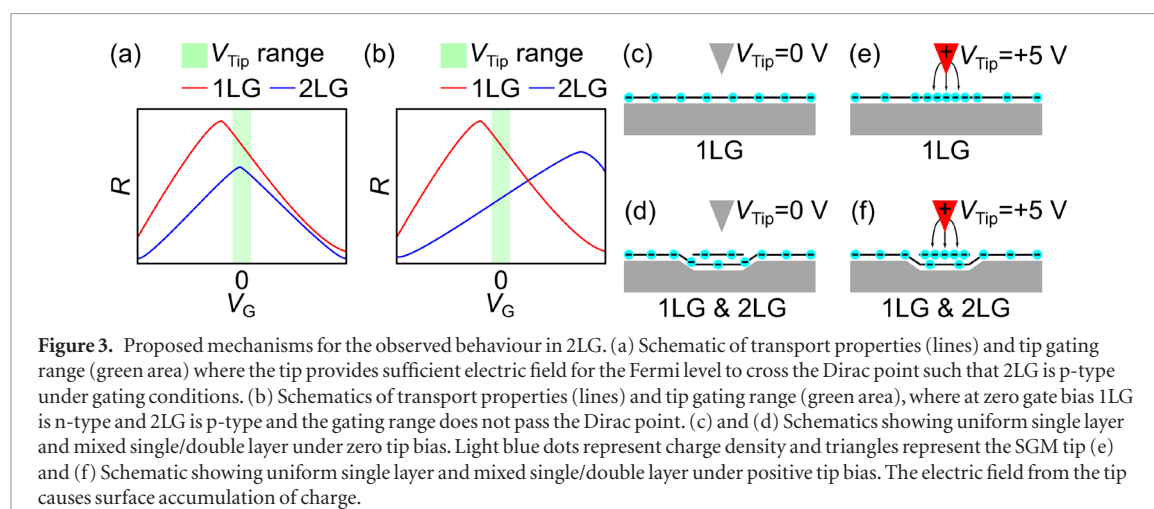 (a)
V_Tip range
1LG 2LG
R
0
V_G
(b)
V_Tip range
1LG 2LG
R
0
V_G
(c)
V_Tip=0 V
1LG
(e)
+
V_Tip=+5 V
1LG
(d)
V_Tip=0 V
1LG & 2LG
(f)
+
V_Tip=+5 V
1LG & 2LG
Figure 3. Proposed mechanisms for the observed behaviour in 2LG. (a) Schematic of transport properties (lines) and tip gating
range (green area) where the tip provides sufficient electric field for the Fermi level to cross the Dirac point such that 2LG is p-type
under gating conditions. (b) Schematics of transport properties (lines) and tip gating range (green area), where at zero gate bias 1LG
is n-type and 2LG is p-type and the gating range does not pass the Dirac point. (c) and (d) Schematics showing uniform single layer
and mixed single/double layer under zero tip bias. Light blue dots represent charge density and triangles represent the SGM tip (e)
and (f) Schematic showing uniform single layer and mixed single/double layer under positive tip bias. The electric field from the tip
causes surface accumulation of charge.